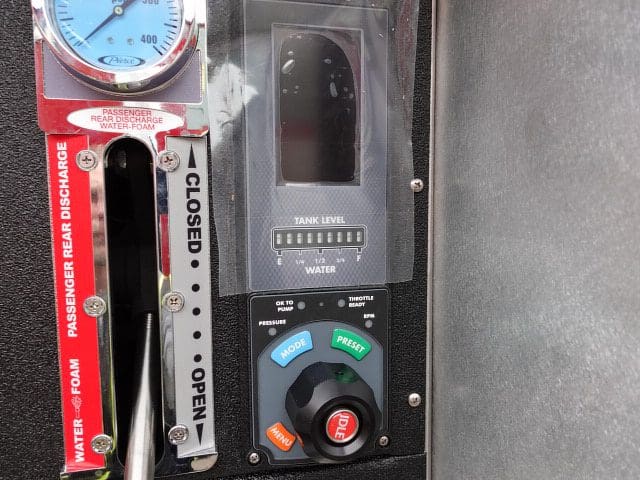 300
400
Pierce
PASSENGER
REAR DISCHARGE
WATER-FOAM
PASSENGER REAR DISCHARGE
WATER FOAM
CLOSED
OPEN
TANK LEVEL
E 1/4 1/2 3/4 F
WATER
OK TO
PUMP
THROTTLE
READY
PRESSURE
RPM
MODE
PRESET
MENU
IDLE